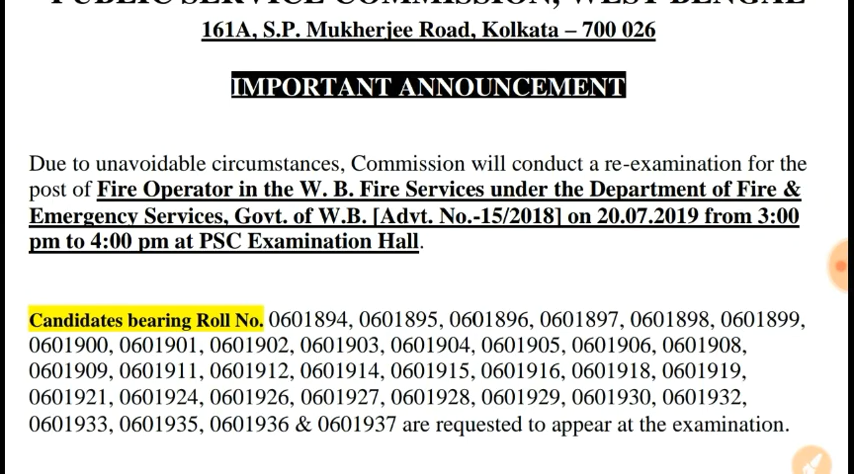 PUBLIC SERVICE COMMISSION, WEST BENGAL
161A, S.P. Mukherjee Road, Kolkata – 700 026
IMPORTANT ANNOUNCEMENT
Due to unavoidable circumstances, Commission will conduct a re-examination for the
post of Fire Operator in the W. B. Fire Services under the Department of Fire &
Emergency Services, Govt. of W.B. [Advt. No.-15/2018] on 20.07.2019 from 3:00
pm to 4:00 pm at PSC Examination Hall.
Candidates bearing Roll No. 0601894, 0601895, 0601896, 0601897, 0601898, 0601899,
0601900, 0601901, 0601902, 0601903, 0601904, 0601905, 0601906, 0601908,
0601909, 0601911, 0601912, 0601914, 0601915, 0601916, 0601918, 0601919,
0601921, 0601924, 0601926, 0601927, 0601928, 0601929, 0601930, 0601932,
0601933, 0601935, 0601936 & 0601937 are requested to appear at the examination.